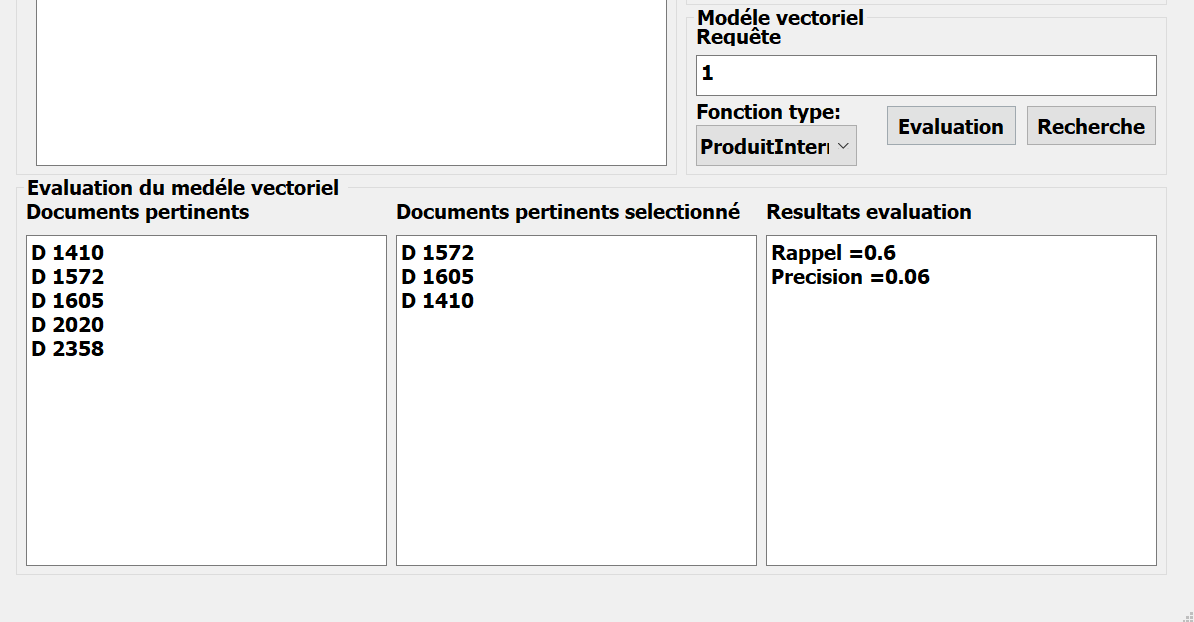 Modéle vectoriel
Requête
1
Fonction type:
ProduitInter
Evaluation
Recherche
Evaluation du medéle vectoriel
Documents pertinents
D 1410
D 1572
D 1605
D 2020
D 2358
Documents pertinents selectionné
D 1572
D 1605
D 1410
Resultats evaluation
Rappel =0.6
Precision =0.06